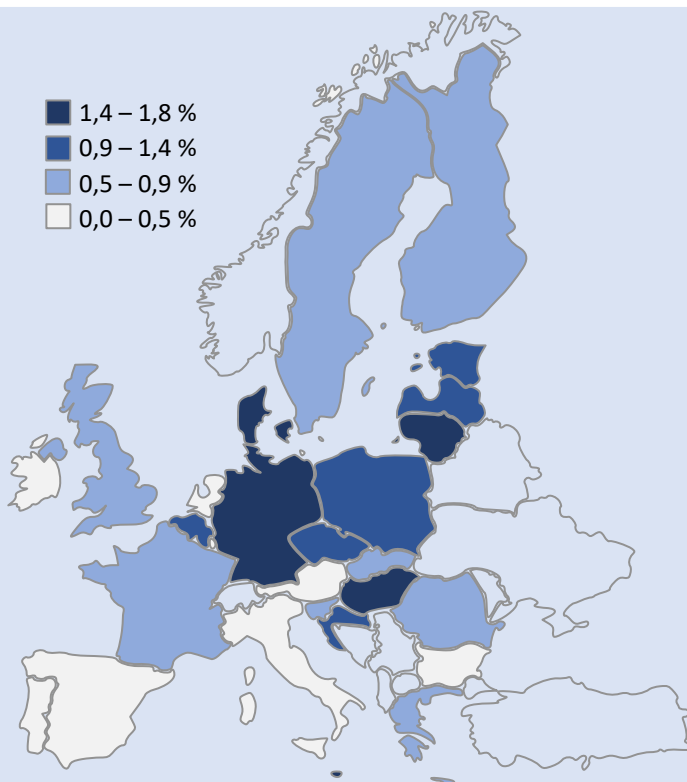 1,4 – 1,8 %
0,9 – 1,4 %
0,5 – 0,9 %
0,0 – 0,5 %